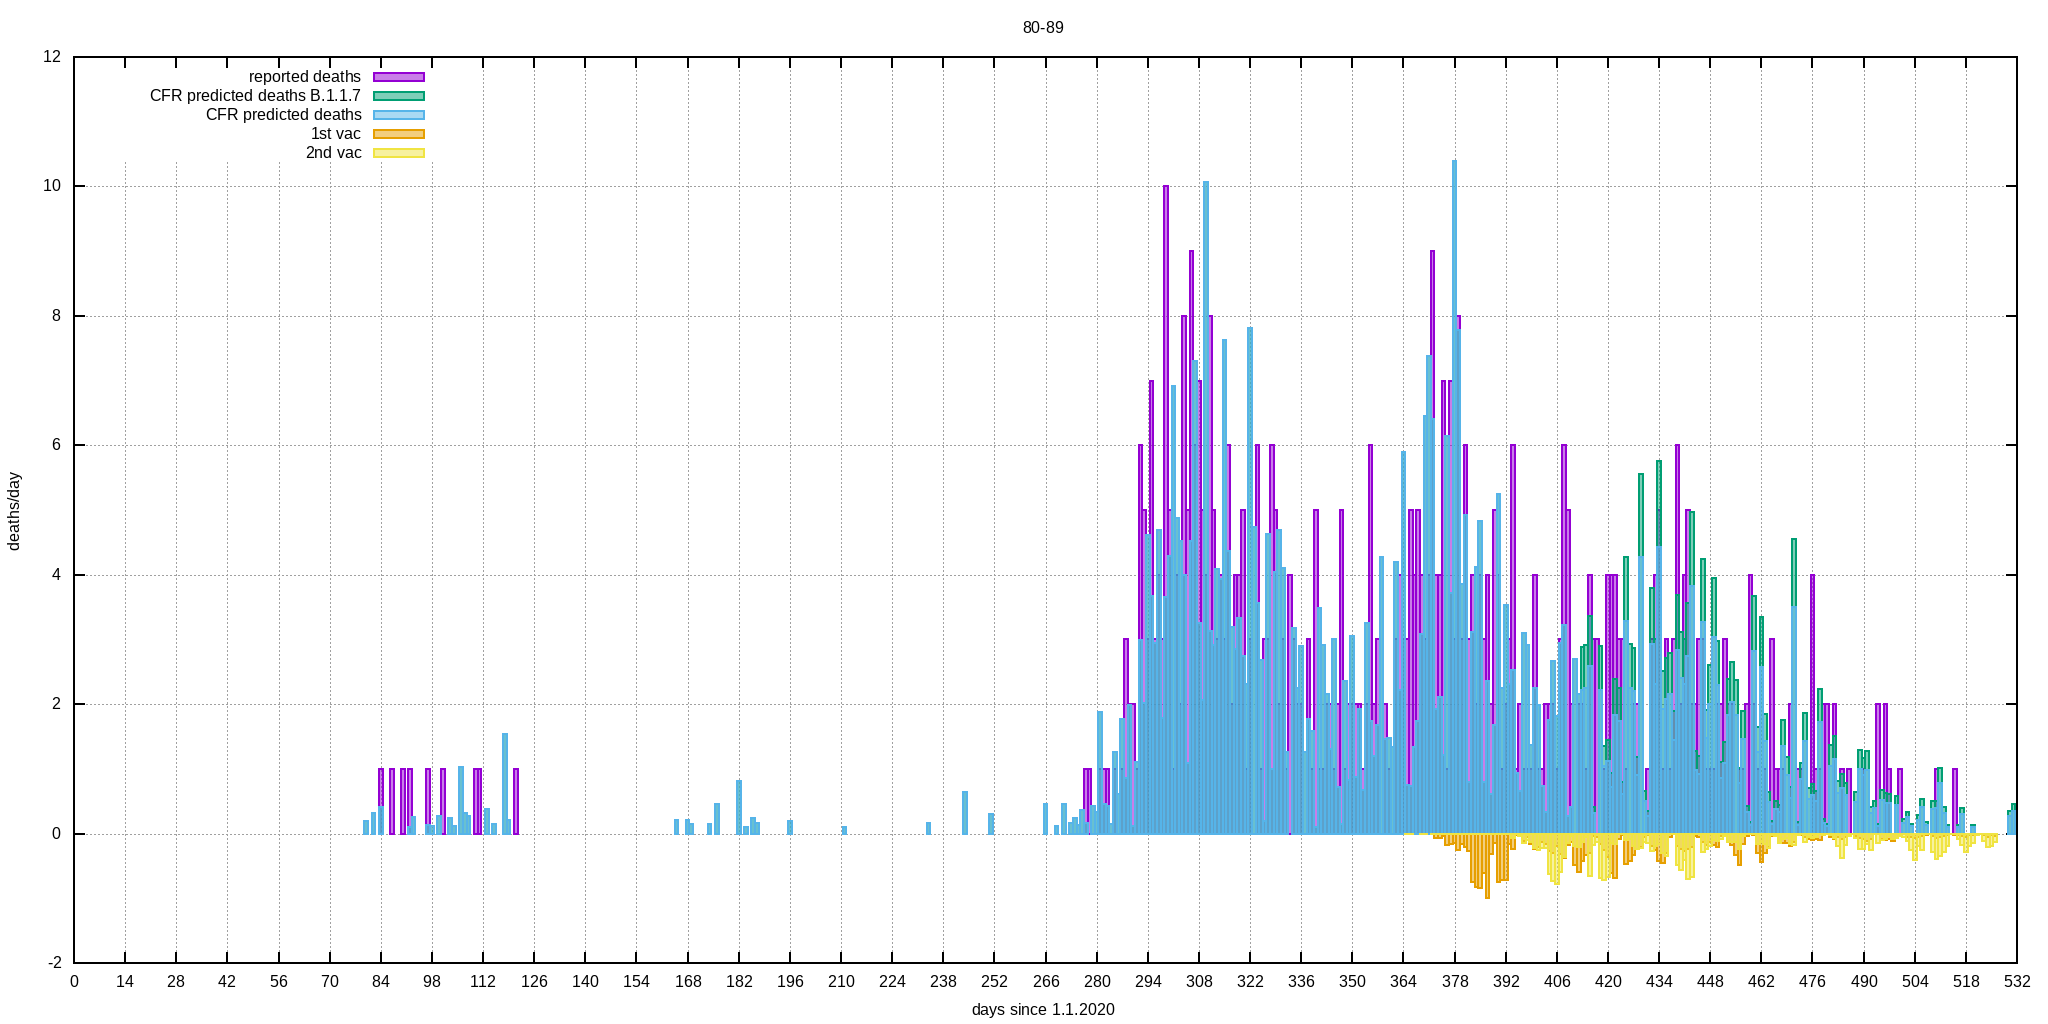 80-89
12
10
8
6
4
2
0
-2
deaths/day
reported deaths
CFR predicted deaths B.1.1.7
CFR predicted deaths
1st vac
2nd vac
0 14 28 42 56 70 84 98 112 126 140 154 168 182 196 210 224 238 252 266 280 294 308 322 336 350 364 378 392 406 420 434 448 462 476 490 504 518 532
days since 1.1.2020